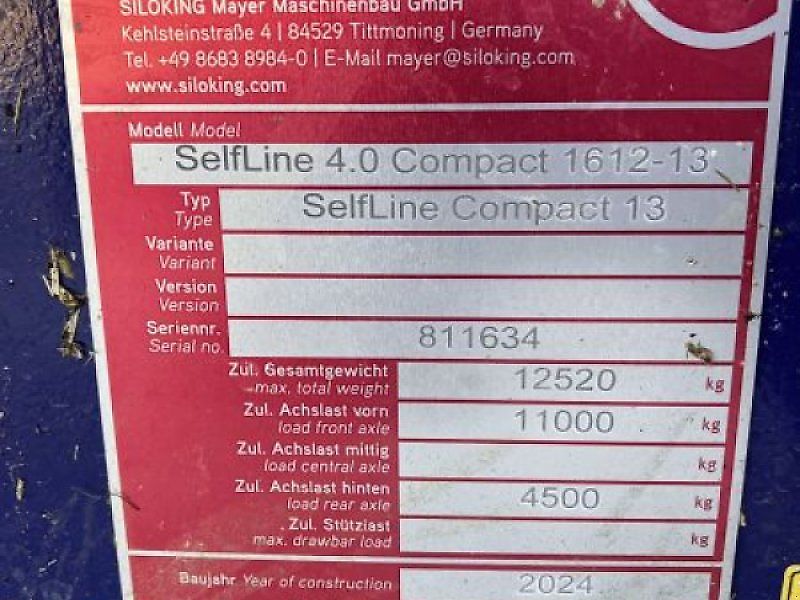 SILOKING Mayer Maschinenbau GmbH
Kehlsteinstraße 4 | 84529 Tittmoning | Germany
Tel. +49 8683 8984-0 | E-Mail mayer@siloking.com
www.siloking.com
Modell Model
SelfLine 4.0 Compact 1612-13
Typ SelfLine Compact 13
Type
Variante
Variant
Version
Version
Seriennr. 811634
Serial no.
Zul. Gesamtgewicht 12520 kg
max. total weight
Zul. Achslast vorn 11000 kg
load front axle
Zul. Achslast mittig kg
load central axle
Zul. Achslast hinten 4500 kg
load rear axle
Zul. Stützlast kg
max. drawbar load
Baujahr Year of construction 2024